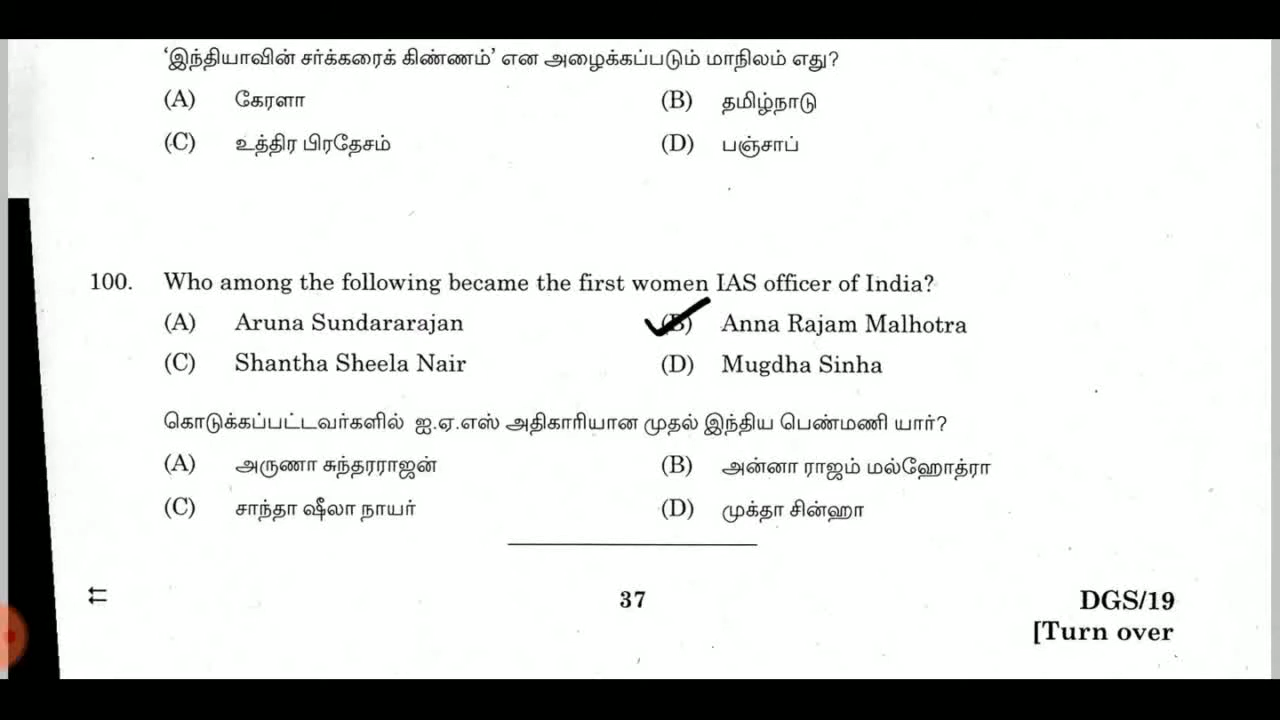 ‘இந்தியாவின் சர்க்கரைக் கிண்ணம்’ என அழைக்கப்படும் மாநிலம் எது?
(A) கேரளா (B) தமிழ்நாடு
(C) உத்திர பிரதேசம் (D) பஞ்சாப்
100. Who among the following became the first women IAS officer of India?
(A) Aruna Sundararajan (B) Anna Rajam Malhotra
(C) Shantha Sheela Nair (D) Mugdha Sinha
கொடுக்கப்பட்டவர்களில் ஐ.ஏ.எஸ் அதிகாரியான முதல் இந்திய பெண்மணி யார்?
(A) அருணா சுந்தரராஜன் (B) அன்னா ராஜம் மல்ஹோத்ரா
(C) சாந்தா ஷீலா நாயர் (D) முக்தா சின்ஹா
37 DGS/19
[Turn over